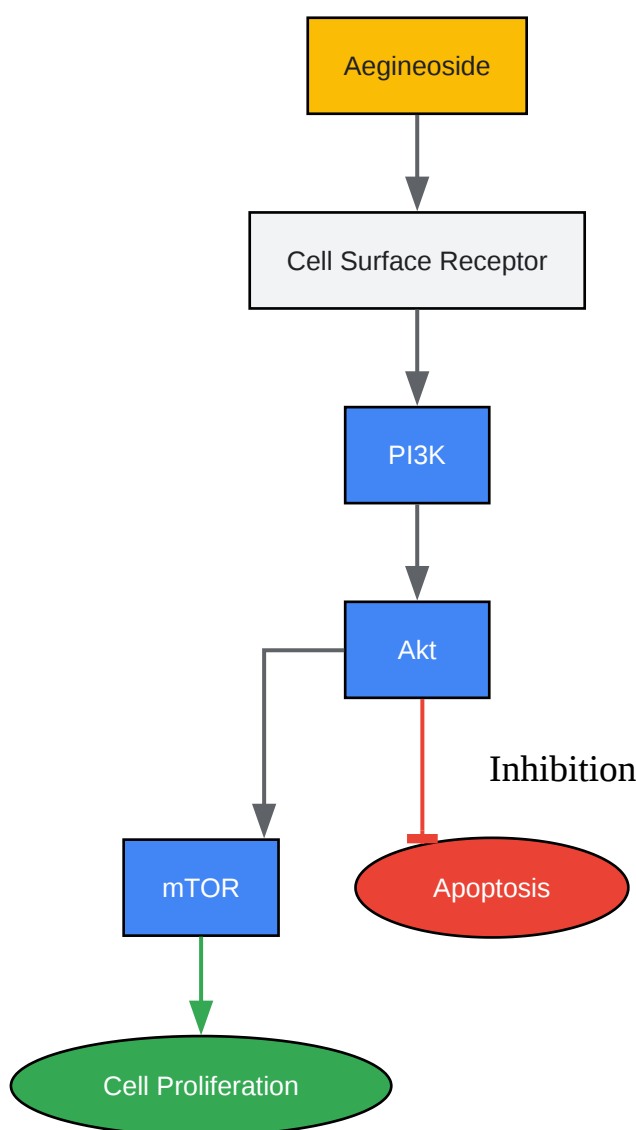 Aegineoside
Cell Surface Receptor
PI3K
Akt
Inhibition
mTOR
Apoptosis
Cell Proliferation